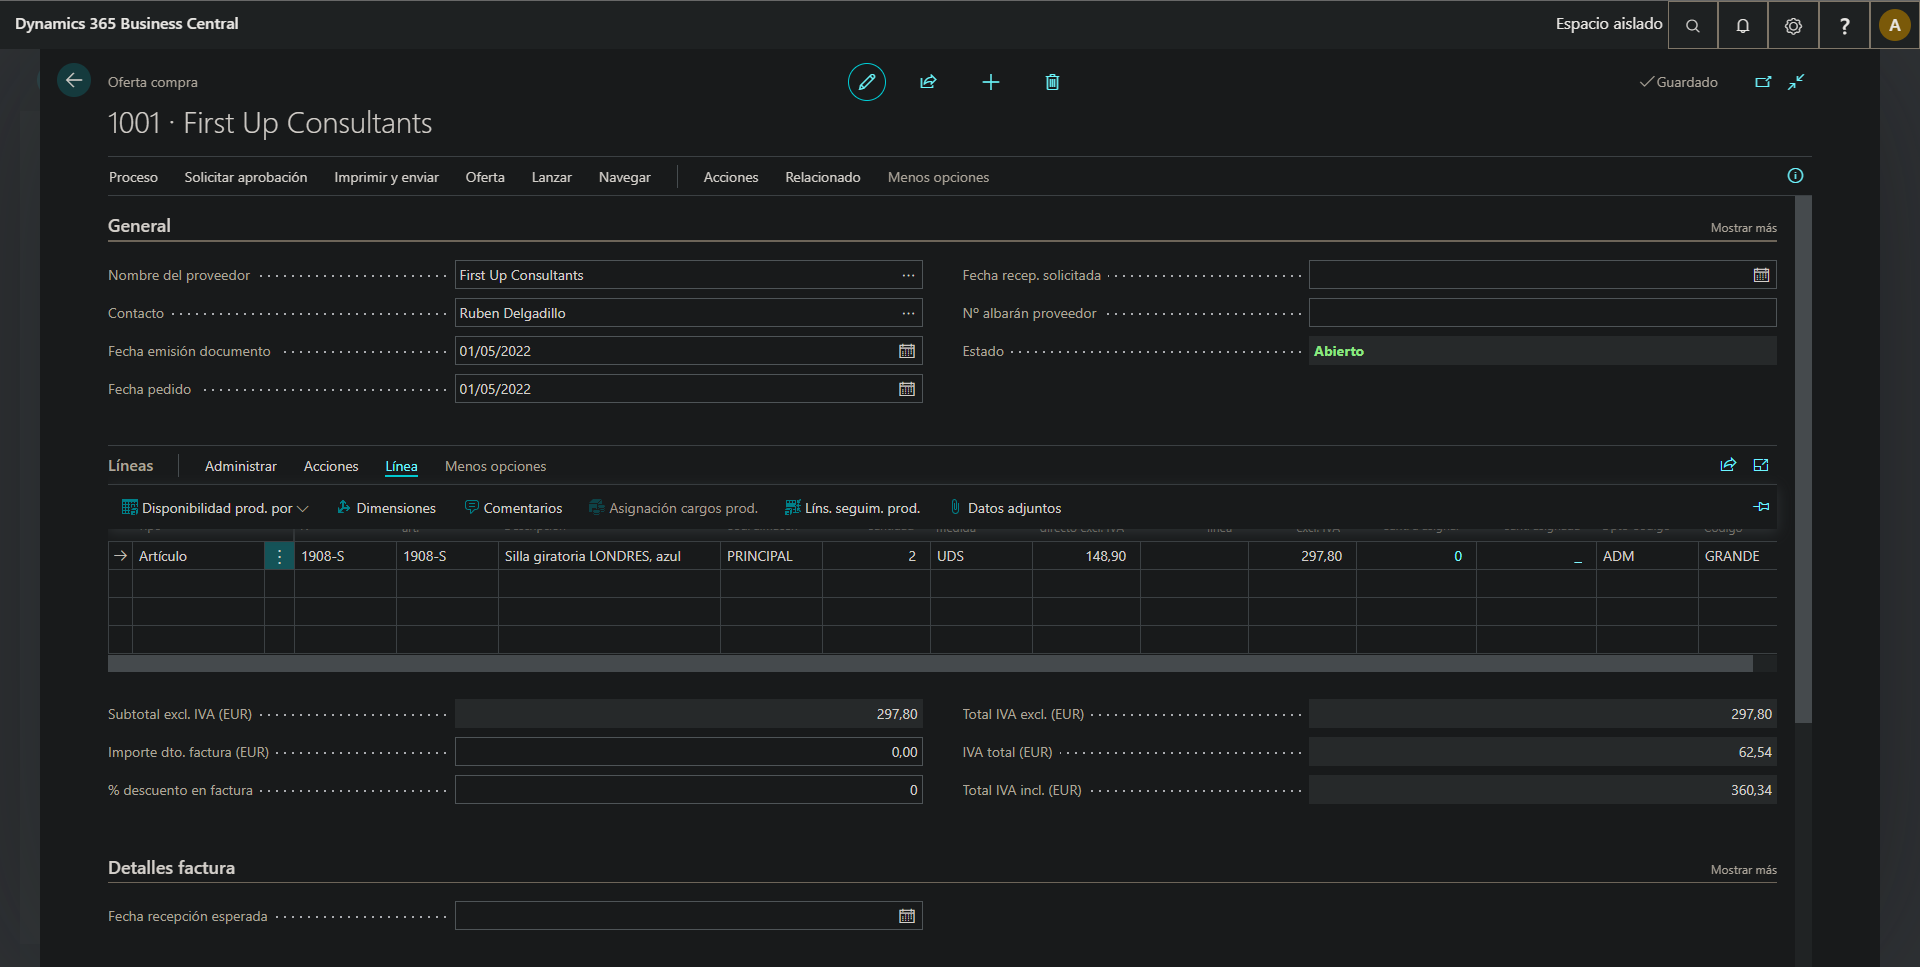 Dynamics 365 Business Central
Espacio aislado
?
A
Oferta compra
Guardado
1001 · First Up Consultants
Proceso Solicitar aprobación Imprimir y enviar Oferta Lanzar Navegar Acciones Relacionado Menos opciones
General
Mostrar más
Nombre del proveedor First Up Consultants
Contacto Ruben Delgadillo
Fecha emisión documento 01/05/2022
Fecha pedido 01/05/2022
Fecha recep. solicitada
Nº albarán proveedor
Estado Abierto
Líneas Administrar Acciones Línea Menos opciones
Disponibilidad prod. por Dimensiones Comentarios Asignación cargos prod. Líns. seguim. prod. Datos adjuntos
Artículo 1908-S 1908-S Silla giratoria LONDRES, azul PRINCIPAL 2 UDS 148,90 297,80 0 _ ADM GRANDE
Subtotal excl. IVA (EUR) 297,80
Importe dto. factura (EUR) 0,00
% descuento en factura 0
Total IVA excl. (EUR) 297,80
IVA total (EUR) 62,54
Total IVA incl. (EUR) 360,34
Detalles factura
Mostrar más
Fecha recepción esperada